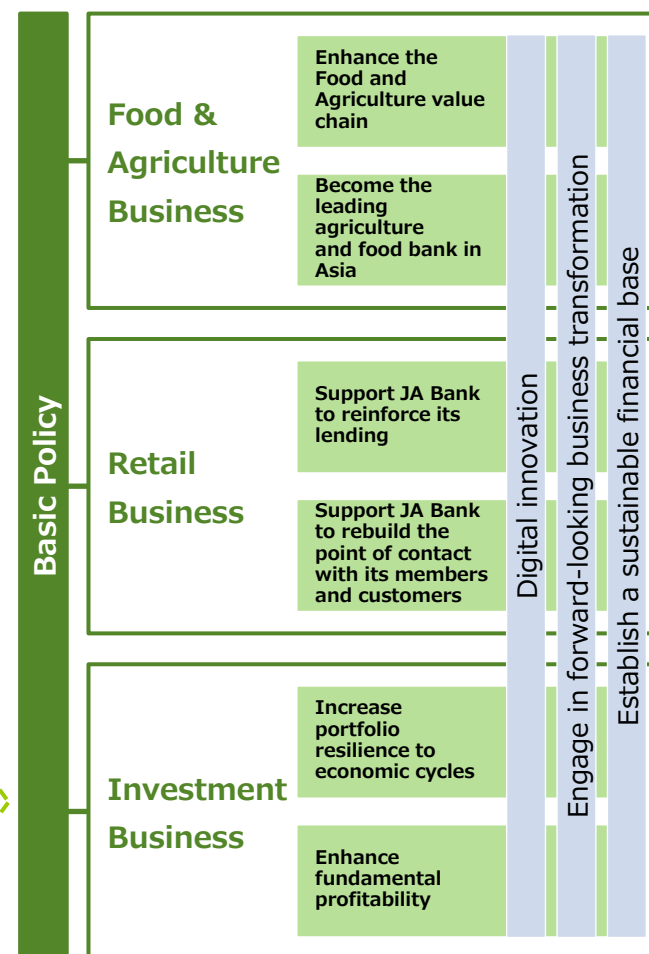 Basic Policy
Food &
Agriculture
Business
Enhance the
Food and
Agriculture value
chain
Become the
leading
agriculture
and food bank in
Asia
Retail
Business
Support JA Bank
to reinforce its
lending
Support JA Bank
to rebuild the
point of contact
with its members
and customers
Investment
Business
Increase
portfolio
resilience to
economic cycles
Enhance
fundamental
profitability
Digital innovation
Engage in forward-looking business transformation
Establish a sustainable financial base